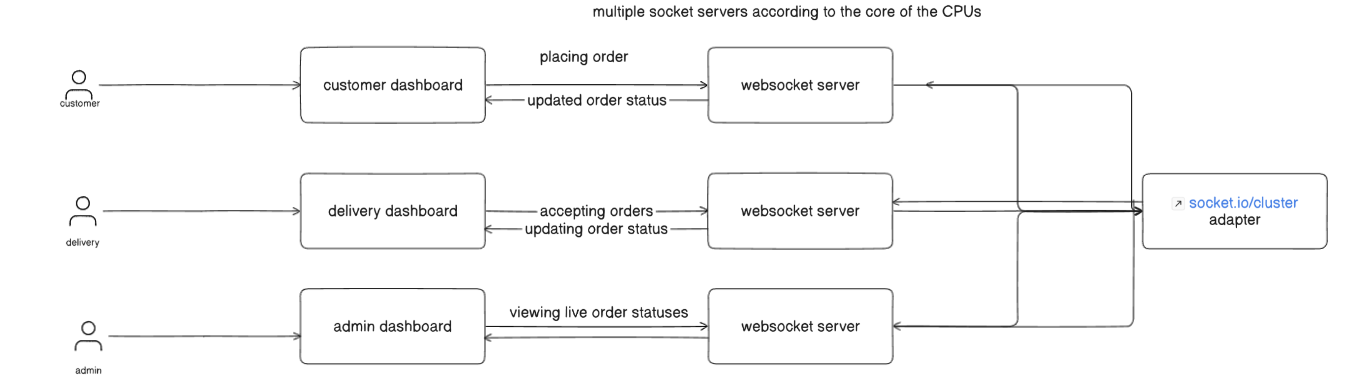 multiple socket servers according to the core of the CPUs
placing order
customer dashboard
websocket server
customer
updated order status
socket.io/cluster
adapter
delivery dashboard
accepting orders
websocket server
updating order status
delivery
viewing live order statuses
admin dashboard
websocket server
admin